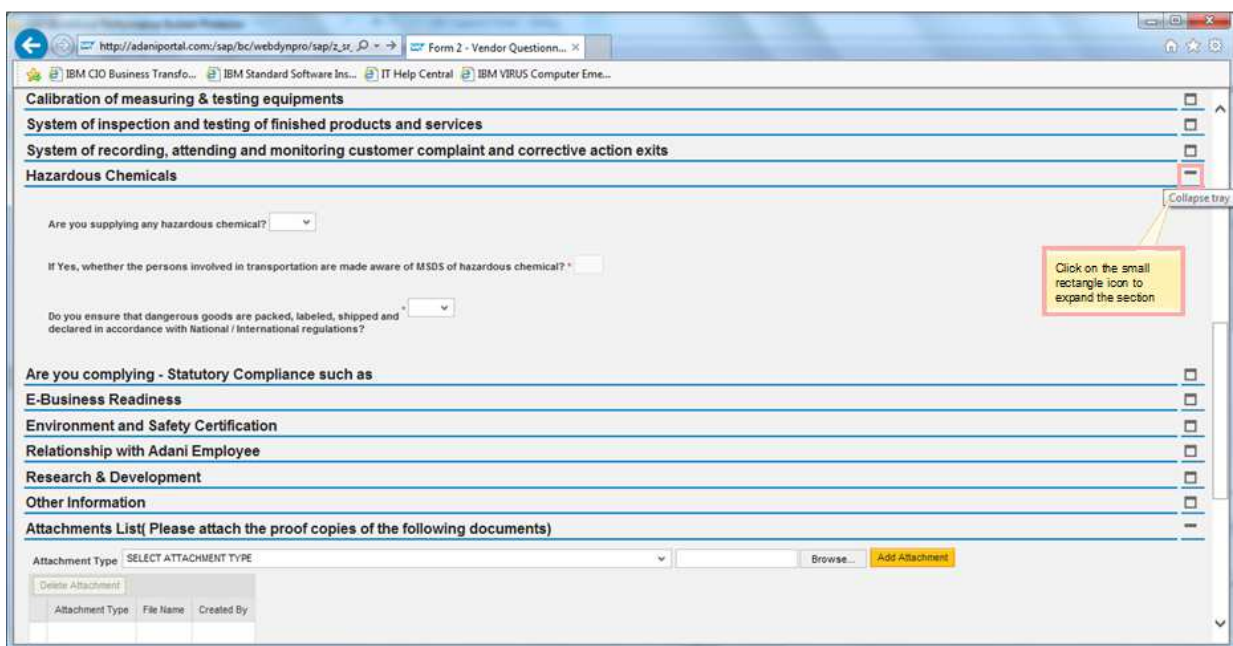 http://adaniportal.com:/sap/bc/webdynpro/sap/z_sr_
Form 2 - Vendor Questionn...
IBM CIO Business Transfo... IBM Standard Software Ins... IT Help Central IBM VIRUS Computer Eme...
Calibration of measuring & testing equipments
System of inspection and testing of finished products and services
System of recording, attending and monitoring customer complaint and corrective action exits
Hazardous Chemicals
Collapse tray
Are you supplying any hazardous chemical?
If Yes, whether the persons involved in transportation are made aware of MSDS of hazardous chemical? *
Click on the small
rectangle icon to
expand the section
Do you ensure that dangerous goods are packed, labeled, shipped and *
declared in accordance with National / International regulations?
Are you complying - Statutory Compliance such as
E-Business Readiness
Environment and Safety Certification
Relationship with Adani Employee
Research & Development
Other Information
Attachments List( Please attach the proof copies of the following documents)
Attachment Type SELECT ATTACHMENT TYPE Browse... Add Attachment
Delete Attachment
Attachment Type File Name Created By